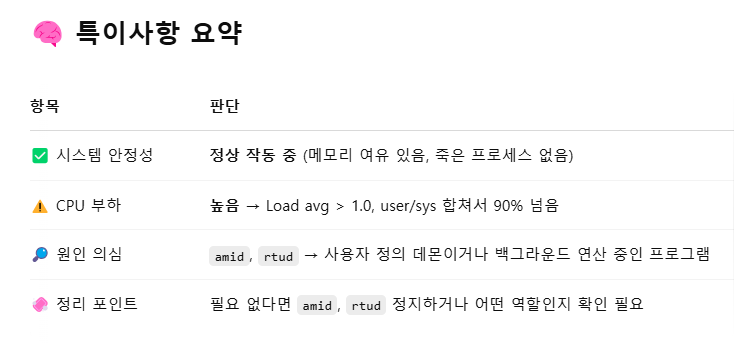 🧠 특이사항 요약
항목 판단
✅ 시스템 안정성 정상 작동 중 (메모리 여유 있음, 죽은 프로세스 없음)
⚠️ CPU 부하 높음 → Load avg > 1.0, user/sys 합쳐서 90% 넘음
🔎 원인 의심 amid, rtud → 사용자 정의 데몬이거나 백그라운드 연산 중인 프로그램
🧼 정리 포인트 필요 없다면 amid, rtud 정지하거나 어떤 역할인지 확인 필요